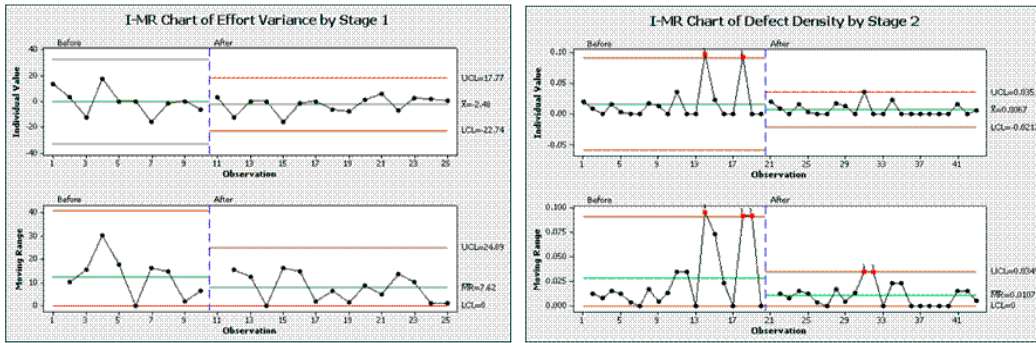 I-MR Chart of Effort Variance by Stage 1
Before After
40
20
0
-20
-40
Individual Value
UCL=17.77
X=-2.48
LCL=-22.74
1 3 5 7 9 11 13 15 17 19 21 23 25
Observation
Before After
40
30
20
10
0
Moving Range
UCL=24.89
MR=7.62
LCL=0
1 3 5 7 9 11 13 15 17 19 21 23 25
Observation
I-MR Chart of Defect Density by Stage 2
Before After
0.10
0.05
0.00
-0.05
Individual Value
UCL=0.035
X=0.0067
LCL=-0.021
1 5 9 13 17 21 25 29 33 37 41
Observation
Before After
0.100
0.075
0.050
0.025
0.000
Moving Range
UCL=0.034
MR=0.0107
LCL=0
1 5 9 13 17 21 25 29 33 37 41
Observation